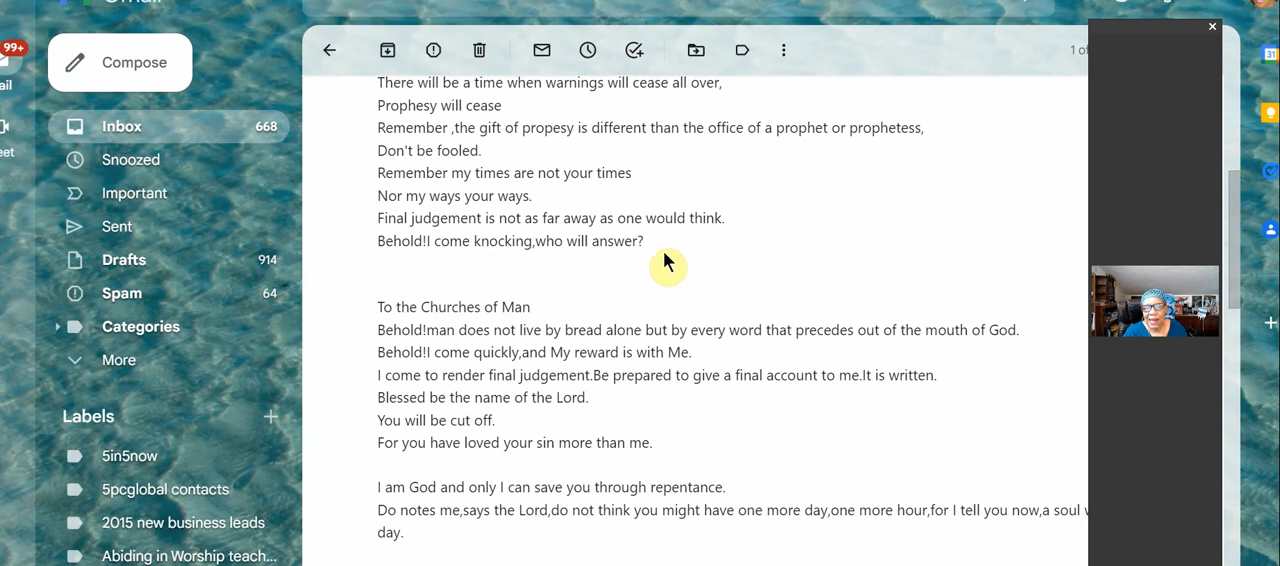 99+
Compose
1 of
ail
eet
Inbox 668
Snoozed
Important
Sent
Drafts 914
Spam 64
Categories
More
Labels
5in5now
5pcglobal contacts
2015 new business leads
Abiding in Worship teach...
There will be a time when warnings will cease all over,
Prophesy will cease
Remember ,the gift of propesy is different than the office of a prophet or prophetess,
Don't be fooled.
Remember my times are not your times
Nor my ways your ways.
Final judgement is not as far away as one would think.
Behold!I come knocking,who will answer?
To the Churches of Man
Behold!man does not live by bread alone but by every word that precedes out of the mouth of God.
Behold!I come quickly,and My reward is with Me.
I come to render final judgement.Be prepared to give a final account to me.It is written.
Blessed be the name of the Lord.
You will be cut off.
For you have loved your sin more than me.
I am God and only I can save you through repentance.
Do notes me,says the Lord,do not think you might have one more day,one more hour,for I tell you now,a soul
day.
31